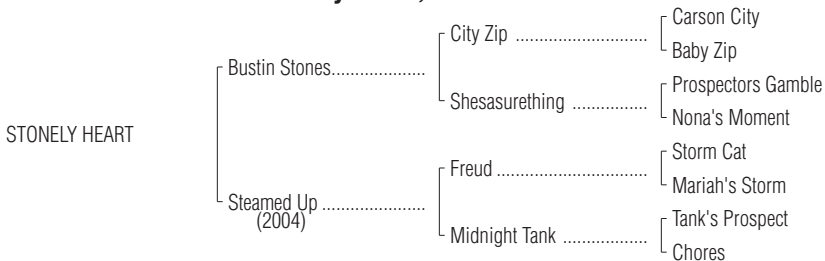 Carson City
City Zip ............................
Baby Zip
Bustin Stones....................
Prospectors Gamble
Shesasurething ................
Nona's Moment
STONELY HEART
Storm Cat
Freud ................................
Mariah's Storm
Steamed Up ......................
(2004)
Tank's Prospect
Midnight Tank ..................
Chores